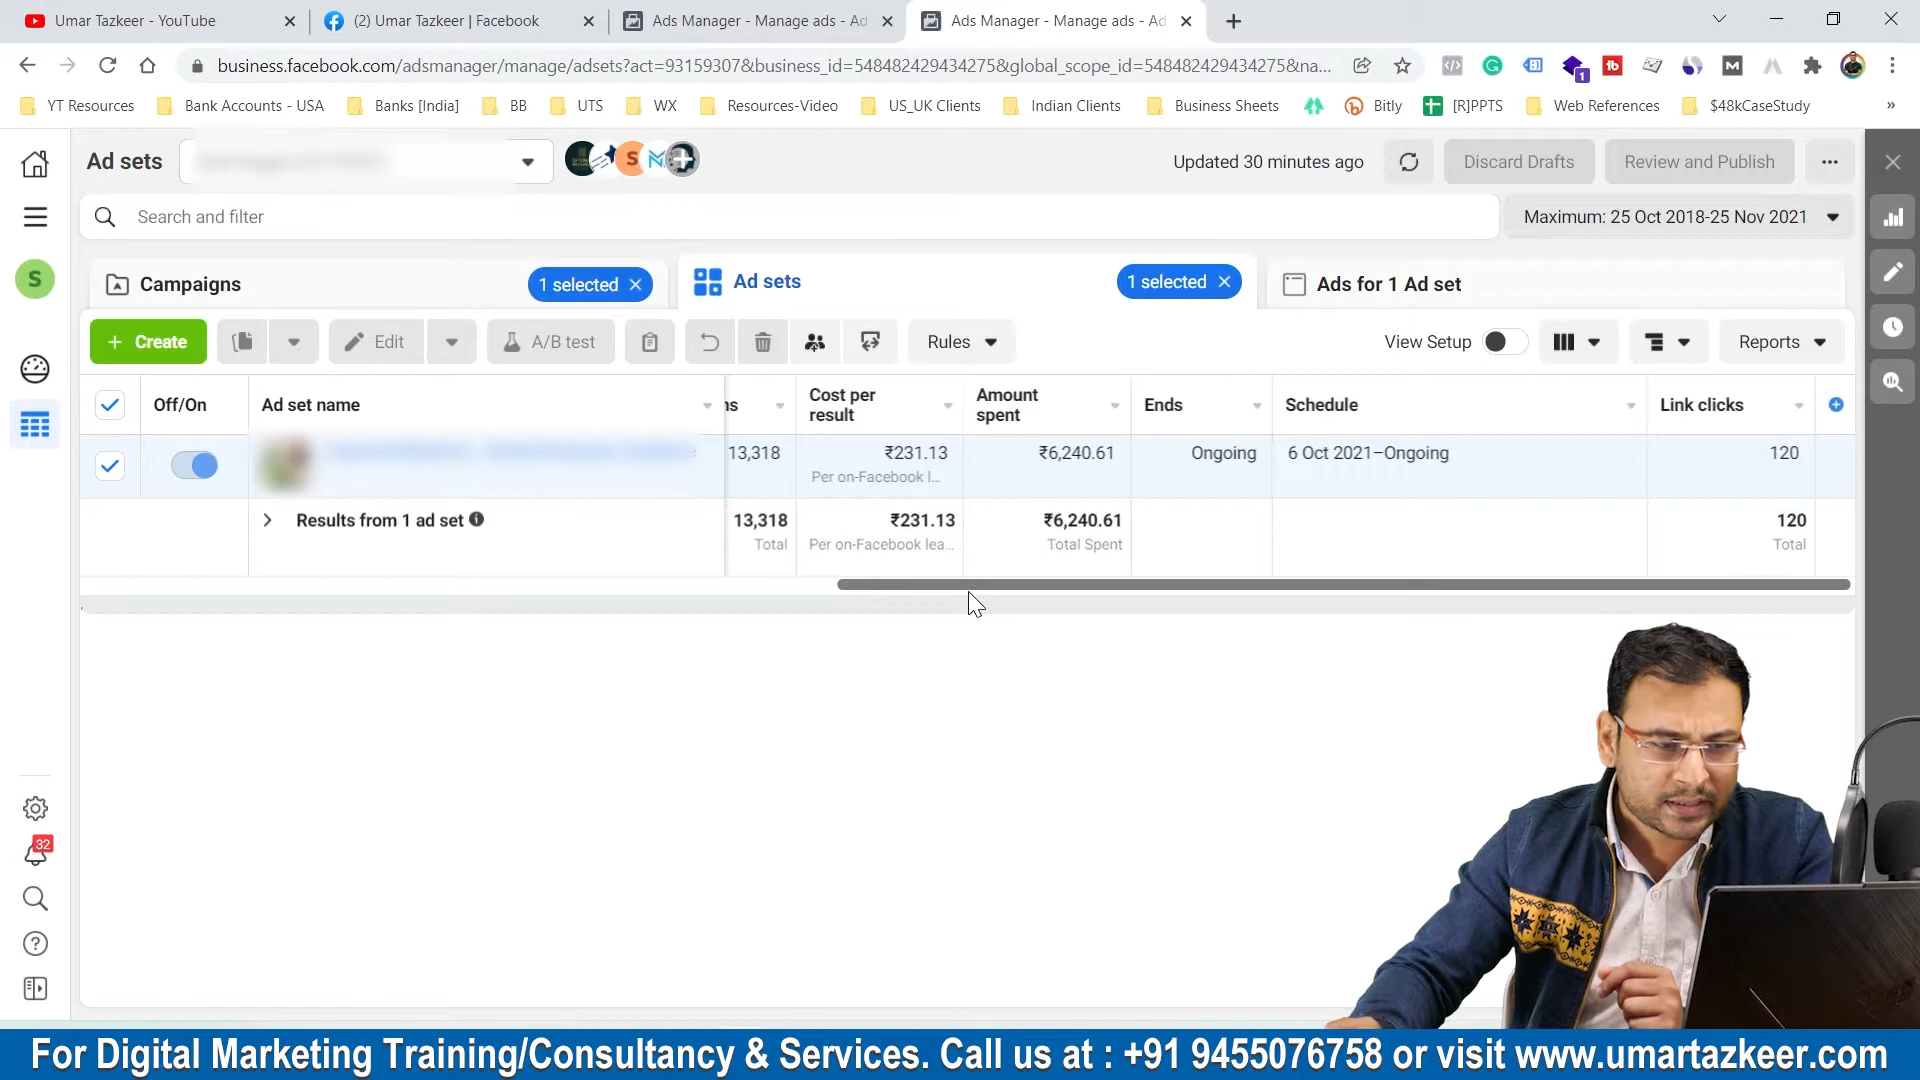 Umar Tazkeer - YouTube
(2) Umar Tazkeer | Facebook
Ads Manager - Manage ads - Ad
Ads Manager - Manage ads - Ad
business.facebook.com/adsmanager/manage/adsets?act=93159307&business_id=548482429434275&global_scope_id=548482429434275&na...
YT Resources
Bank Accounts - USA
Banks [India]
BB
UTS
WX
Resources-Video
US_UK Clients
Indian Clients
Business Sheets
Bitly
[R]PPTS
Web References
$48kCaseStudy
»
Ad sets
S
Updated 30 minutes ago
Discard Drafts
Review and Publish
Search and filter
Maximum: 25 Oct 2018-25 Nov 2021
S
Campaigns
1 selected
Ad sets
1 selected
Ads for 1 Ad set
+ Create
Edit
A/B test
Rules
View Setup
Reports
Off/On
Ad set name
ns
Cost per
result
Amount
spent
Ends
Schedule
Link clicks
13,318
₹231.13
Per on-Facebook l...
₹6,240.61
Ongoing
6 Oct 2021–Ongoing
120
Results from 1 ad set
13,318
Total
₹231.13
Per on-Facebook lea...
₹6,240.61
Total Spent
120
Total
32
For Digital Marketing Training/Consultancy & Services. Call us at : +91 9455076758 or visit www.umartazkeer.com